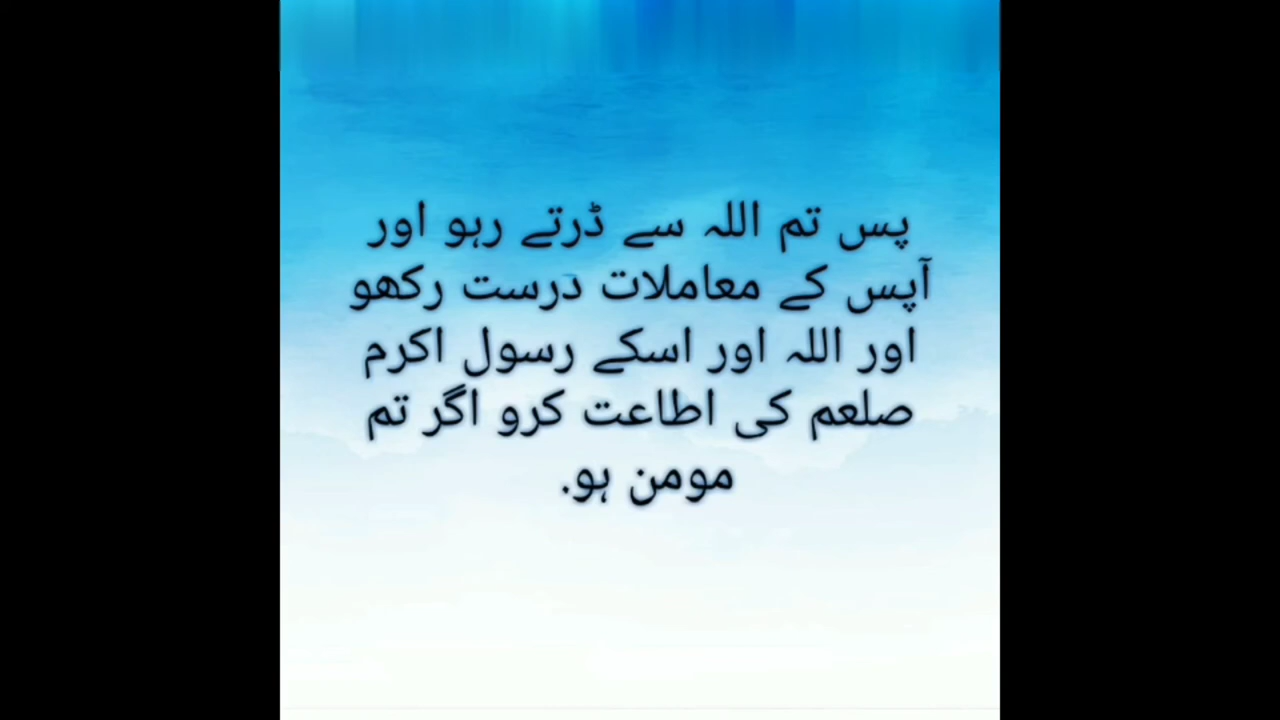 پس تم اللہ سے ڈرتے رہو اور
آپس کے معاملات درست رکھو
اور اللہ اور اسکے رسول اکرم
صلعم کی اطاعت کرو اگر تم
مومن ہو.